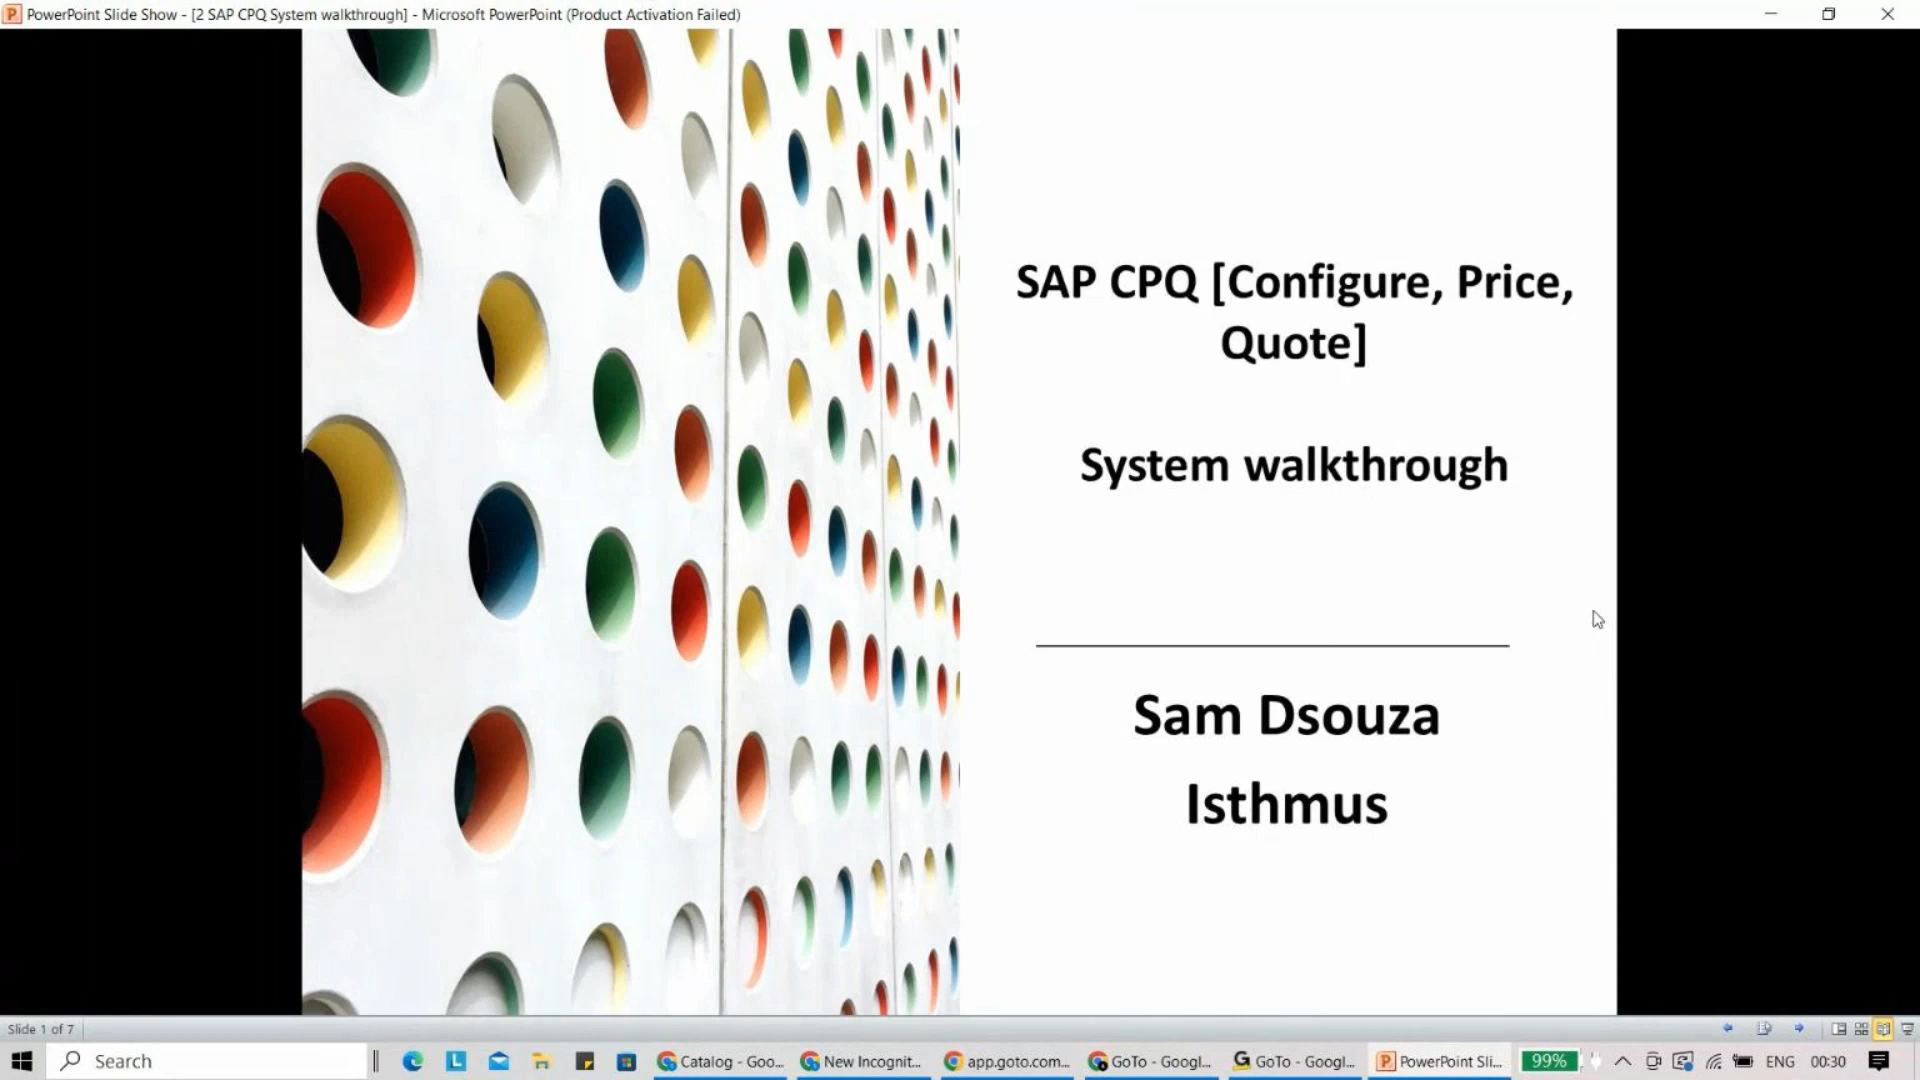 PowerPoint Slide Show - [2 SAP CPQ System walkthrough] - Microsoft PowerPoint (Product Activation Failed)
SAP CPQ [Configure, Price,
Quote]
System walkthrough
Sam Dsouza
Isthmus
Slide 1 of 7
Search
Catalog - Goo...
New Incognit...
app.goto.com...
GoTo - Googl...
GoTo - Googl...
PowerPoint Sli...
99%
ENG
00:30